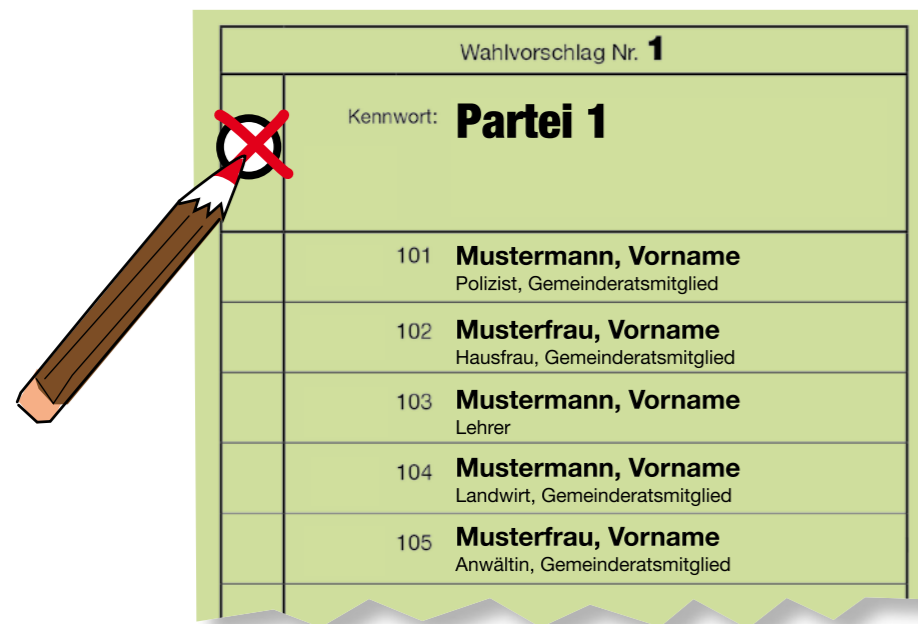 Wahlvorschlag Nr. 1
Kennwort: Partei 1
101 Mustermann, Vorname
Polizist, Gemeinderatsmitglied
102 Musterfrau, Vorname
Hausfrau, Gemeinderatsmitglied
103 Mustermann, Vorname
Lehrer
104 Mustermann, Vorname
Landwirt, Gemeinderatsmitglied
105 Musterfrau, Vorname
Anwältin, Gemeinderatsmitglied